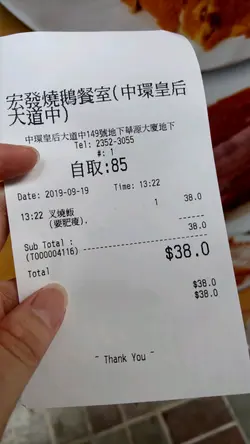 宏發燒鵝餐室(中環皇后
大道中)
中環皇后大道中149號地下華源大廈地下
Tel: 2352-3055
#: 1
自取:85
Date: 2019-09-19 Time: 13:22
13:22 叉燒飯 1 38.0
(要肥瘦).
38.0
Sub Total :
(T000004116) $38.0
Total
$38.0
$38.0
~ Thank You ~